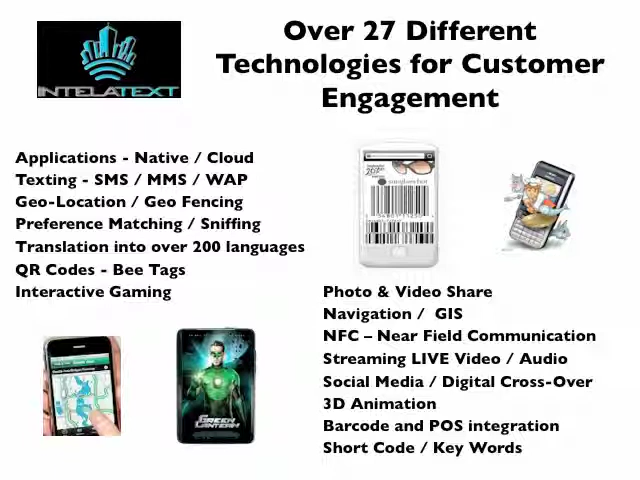 INTELATEXT
Over 27 Different
Technologies for Customer
Engagement
Applications - Native / Cloud
Texting - SMS / MMS / WAP
Geo-Location / Geo Fencing
Preference Matching / Sniffing
Translation into over 200 languages
QR Codes - Bee Tags
Interactive Gaming
Photo & Video Share
Navigation /  GIS
NFC – Near Field Communication
Streaming LIVE Video / Audio
Social Media / Digital Cross-Over
3D Animation
Barcode and POS integration
Short Code / Key Words
GREEN
LANTERN